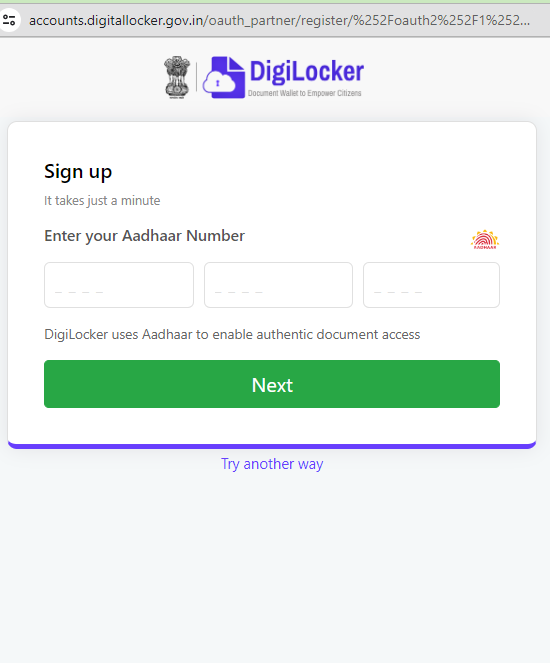 accounts.digitallocker.gov.in/oauth_partner/register/%252Foauth2%252F1%252...
DigiLocker
Document Wallet to Empower Citizens
Sign up
It takes just a minute
Enter your Aadhaar Number
AADHAAR
_ _ _ _ _ _ _ _ _ _ _ _
DigiLocker uses Aadhaar to enable authentic document access
Next
Try another way